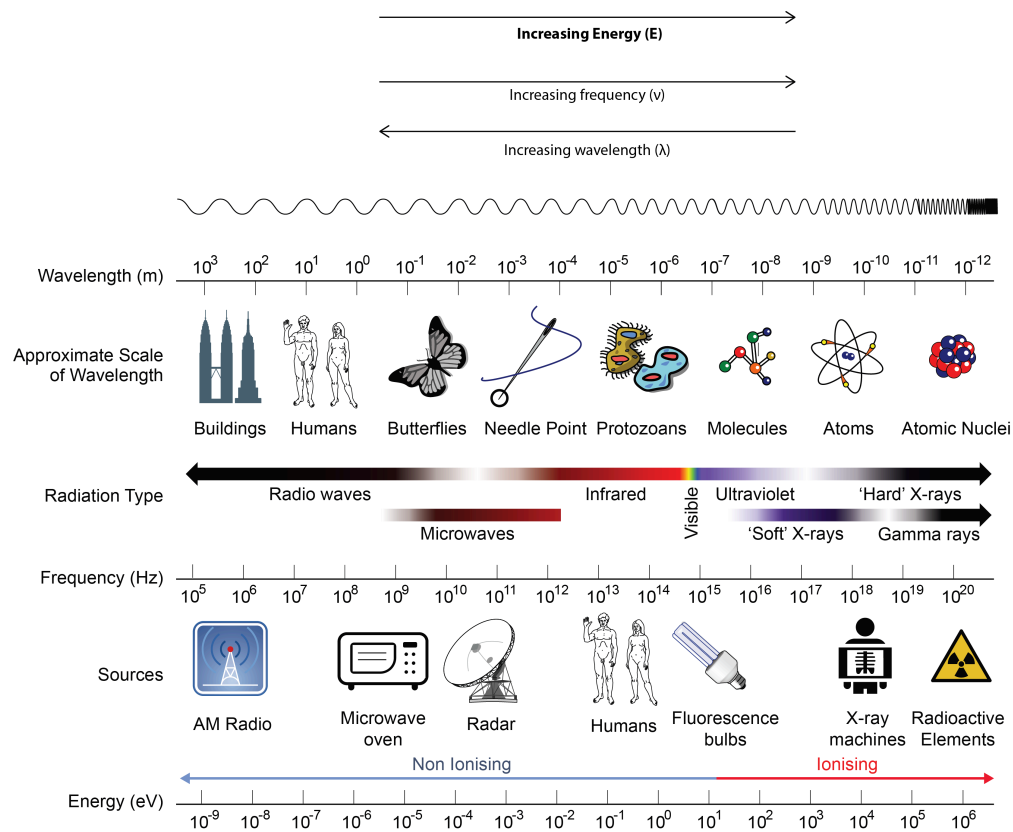 Increasing Energy (E)
Increasing frequency (ν)
Increasing wavelength (λ)
Wavelength (m) 10³ 10² 10¹ 10⁰ 10⁻¹ 10⁻² 10⁻³ 10⁻⁴ 10⁻⁵ 10⁻⁶ 10⁻⁷ 10⁻⁸ 10⁻⁹ 10⁻¹⁰ 10⁻¹¹ 10⁻¹²
Approximate Scale
of Wavelength
Buildings Humans Butterflies Needle Point Protozoans Molecules Atoms Atomic Nuclei
Radiation Type
Radio waves Infrared Visible Ultraviolet ‘Hard’ X-rays
Microwaves ‘Soft’ X-rays Gamma rays
Frequency (Hz) 10⁵ 10⁶ 10⁷ 10⁸ 10⁹ 10¹⁰ 10¹¹ 10¹² 10¹³ 10¹⁴ 10¹⁵ 10¹⁶ 10¹⁷ 10¹⁸ 10¹⁹ 10²⁰
Sources
AM Radio
Microwave
oven
Radar
Humans
Fluorescence
bulbs
X-ray
machines
Radioactive
Elements
Non Ionising Ionising
Energy (eV) 10⁻⁹ 10⁻⁸ 10⁻⁷ 10⁻⁶ 10⁻⁵ 10⁻⁴ 10⁻³ 10⁻² 10⁻¹ 10⁰ 10¹ 10² 10³ 10⁴ 10⁵ 10⁶